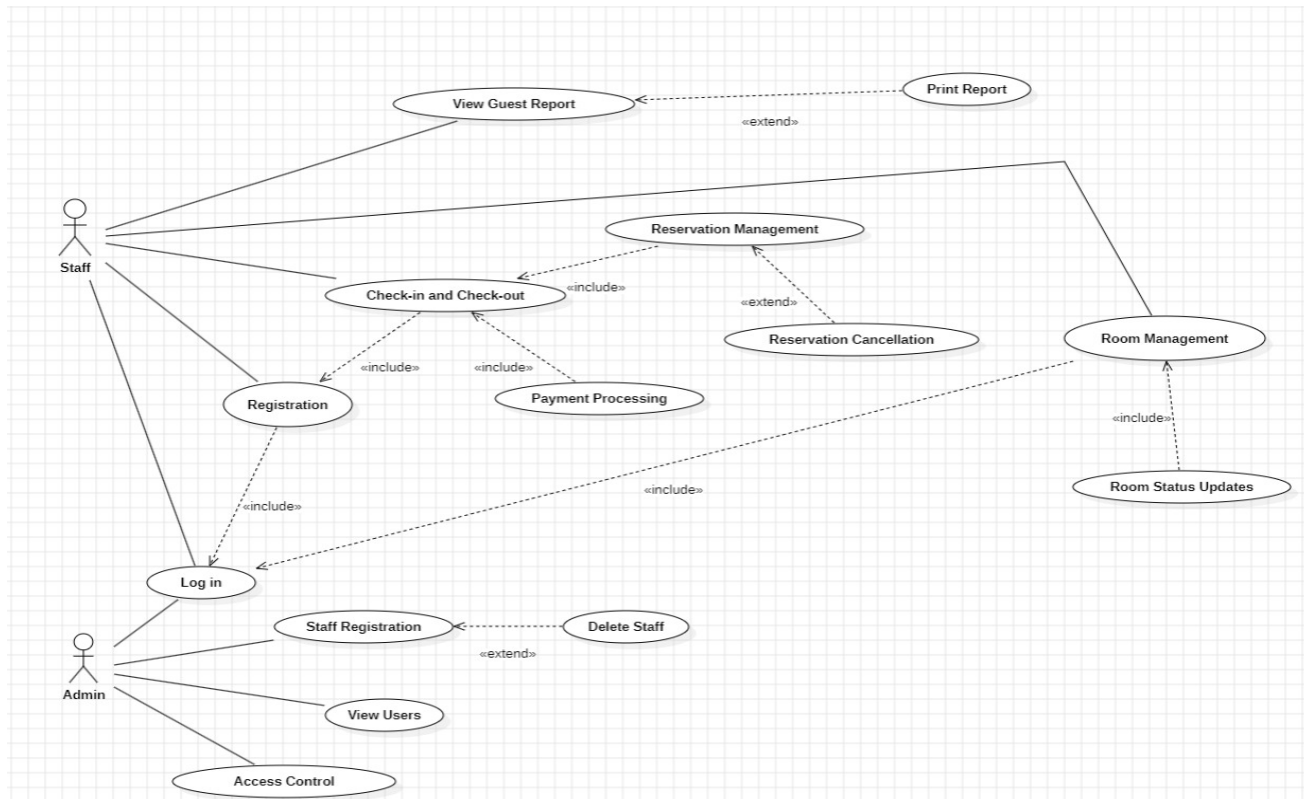 Print Report
View Guest Report
«extend»
Reservation Management
Staff
Check-in and Check-out
«include»
«extend»
Reservation Cancellation
Room Management
«include»
«include»
Payment Processing
Registration
«include»
«include»
Room Status Updates
«include»
Log in
Staff Registration
Delete Staff
«extend»
Admin
View Users
Access Control